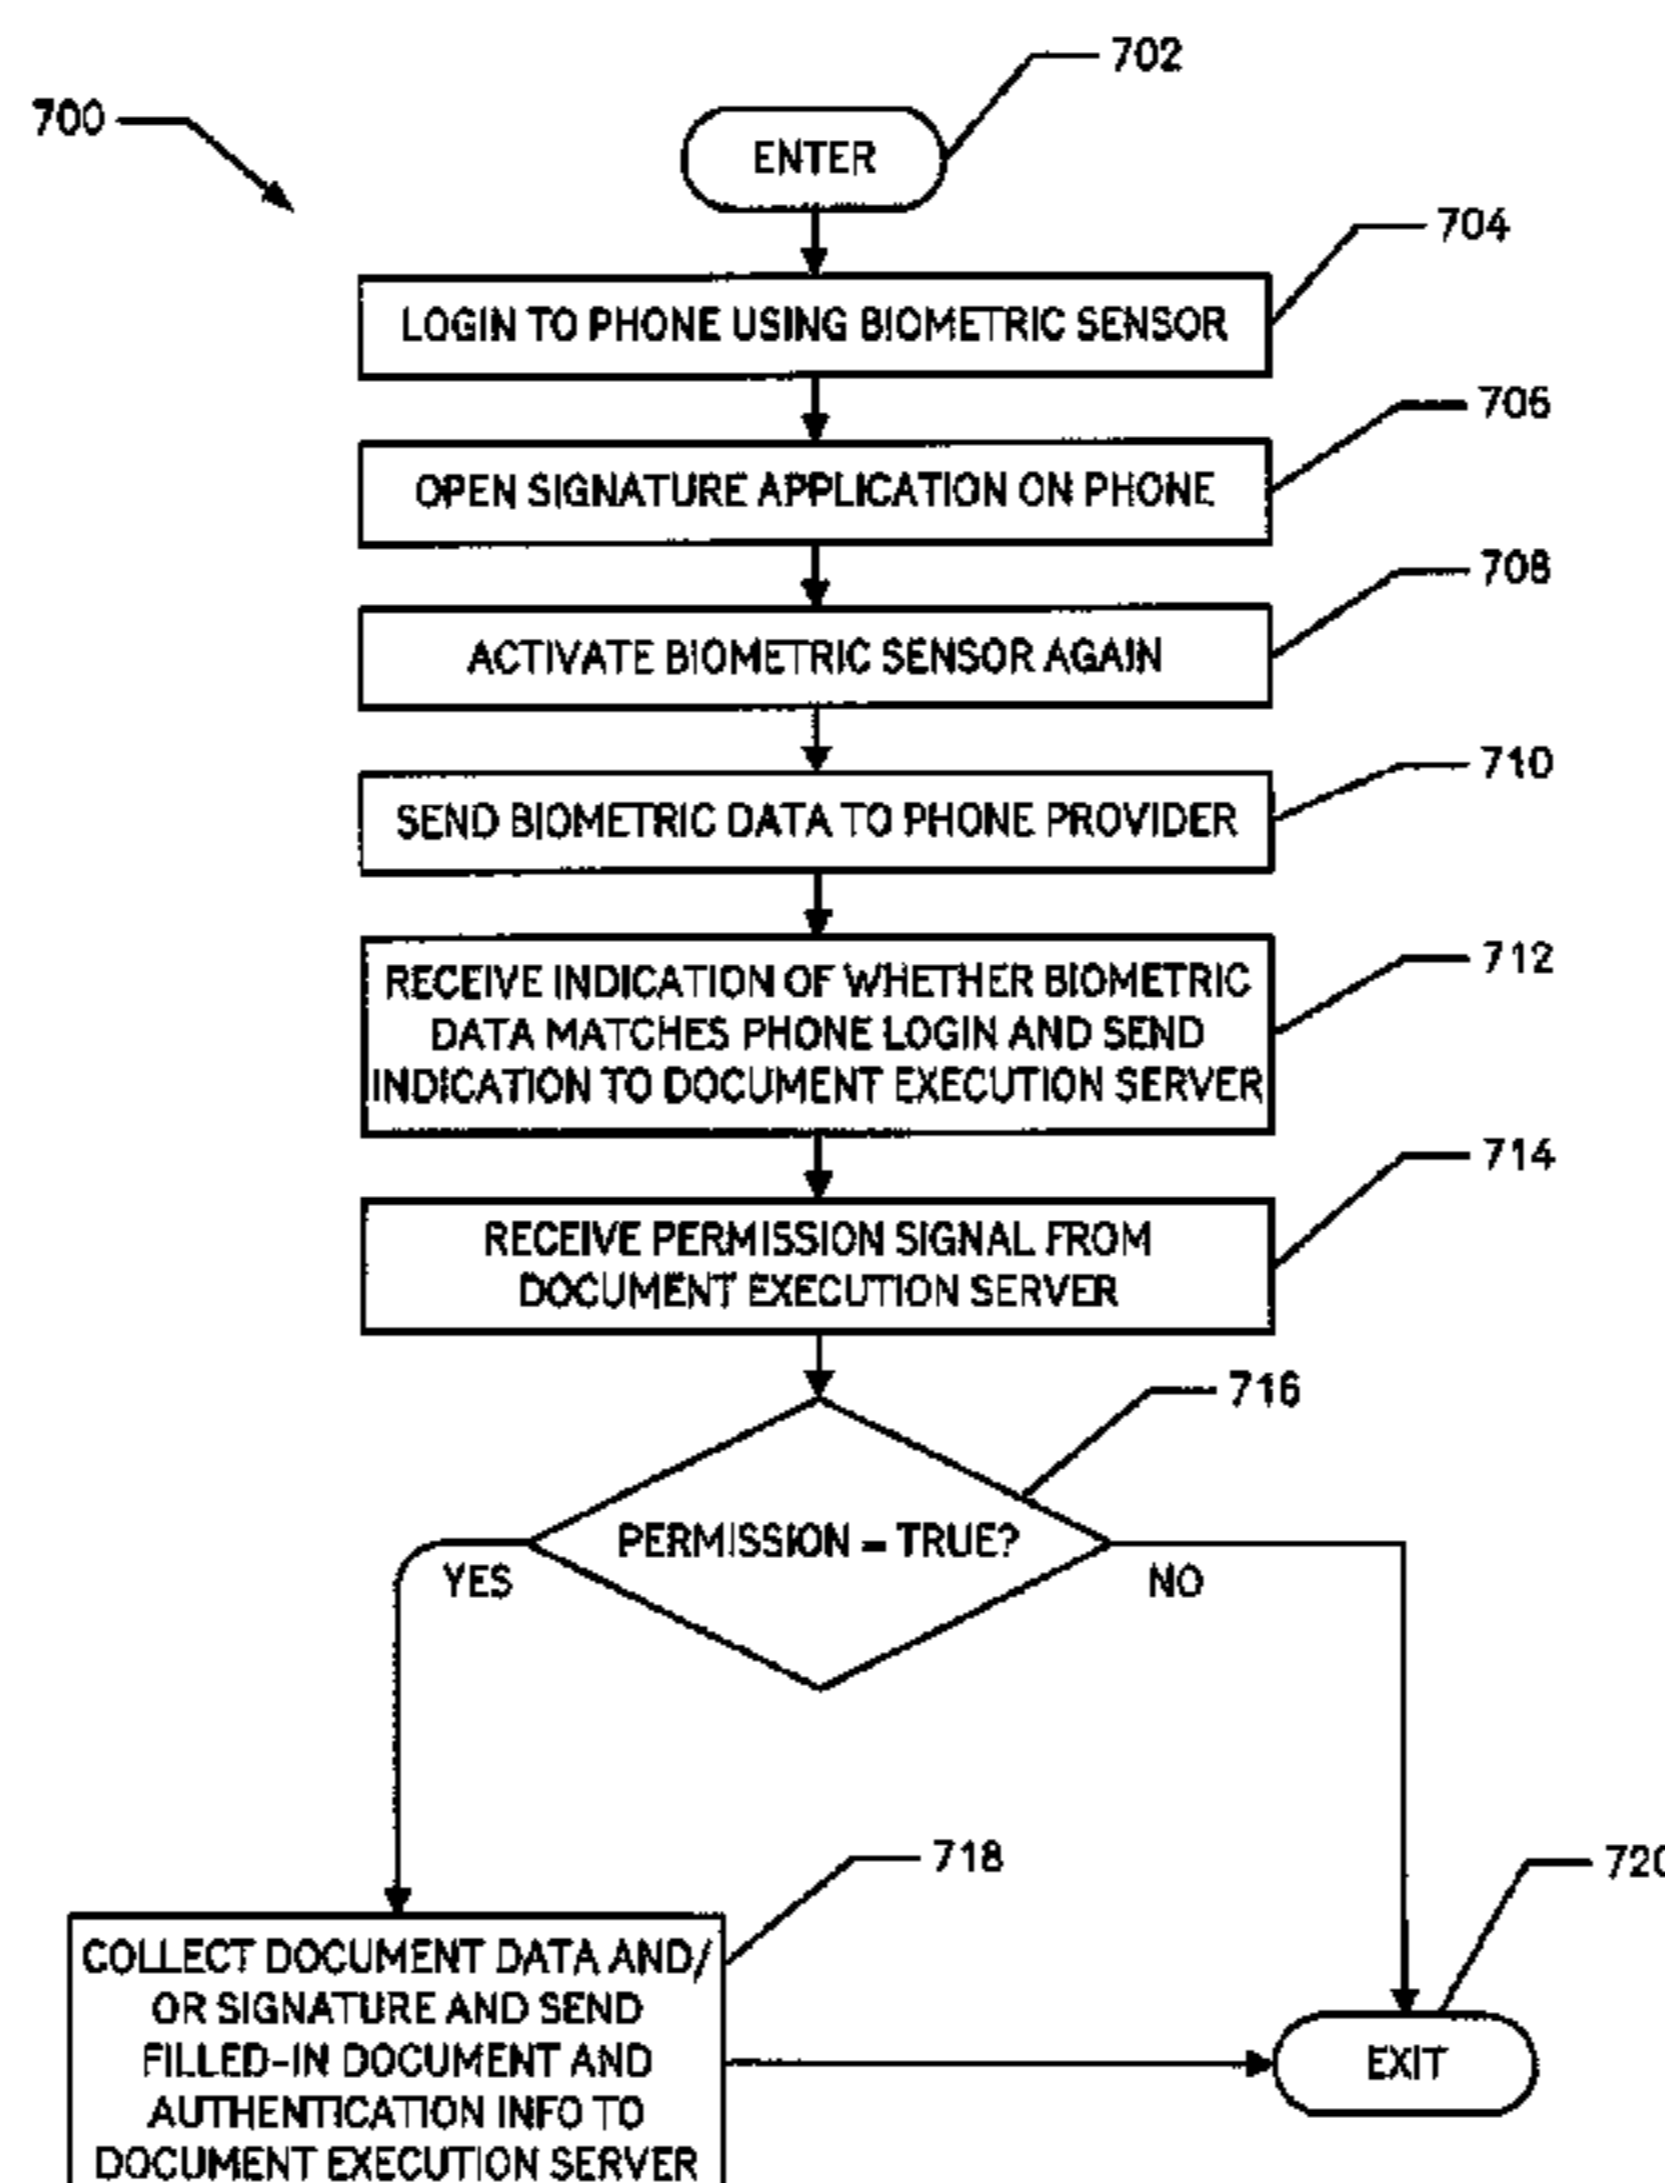 702
700
ENTER
704
LOGIN TO PHONE USING BIOMETRIC SENSOR
706
OPEN SIGNATURE APPLICATION ON PHONE
708
ACTIVATE BIOMETRIC SENSOR AGAIN
710
SEND BIOMETRIC DATA TO PHONE PROVIDER
712
RECEIVE INDICATION OF WHETHER BIOMETRIC
DATA MATCHES PHONE LOGIN AND SEND
INDICATION TO DOCUMENT EXECUTION SERVER
714
RECEIVE PERMISSION SIGNAL FROM
DOCUMENT EXECUTION SERVER
716
PERMISSION = TRUE?
YES
NO
718
720
COLLECT DOCUMENT DATA AND/
OR SIGNATURE AND SEND
FILLED-IN DOCUMENT AND
AUTHENTICATION INFO TO
DOCUMENT EXECUTION SERVER
EXIT